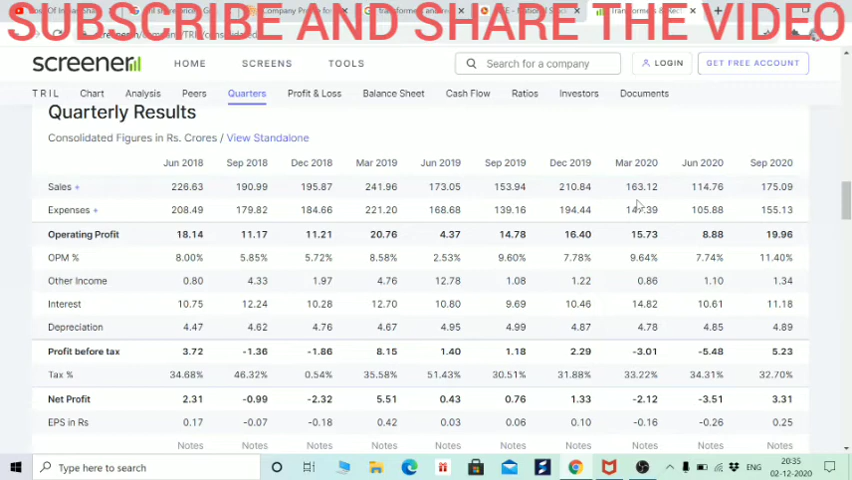 SUBSCRIBE AND SHARE THE VIDEO
screener
HOME
SCREENS
TOOLS
Search for a company
LOGIN
GET FREE ACCOUNT
TRIL Chart Analysis Peers Quarters Profit & Loss Balance Sheet Cash Flow Ratios Investors Documents
Quarterly Results
Consolidated Figures in Rs. Crores / View Standalone
Jun 2018 Sep 2018 Dec 2018 Mar 2019 Jun 2019 Sep 2019 Dec 2019 Mar 2020 Jun 2020 Sep 2020
Sales + 226.63 190.99 195.87 241.96 173.05 153.94 210.84 163.12 114.76 175.09
Expenses + 208.49 179.82 184.66 221.20 168.68 139.16 194.44 105.88 155.13
Operating Profit 18.14 11.17 11.21 20.76 4.37 14.78 16.40 15.73 8.88 19.96
OPM % 8.00% 5.85% 5.72% 8.58% 2.53% 9.60% 7.78% 9.64% 7.74% 11.40%
Other Income 0.80 4.33 1.97 4.76 12.78 1.08 1.22 0.86 1.10 1.34
Interest 10.75 12.24 10.28 12.70 10.80 9.69 10.46 14.82 10.61 11.18
Depreciation 4.47 4.62 4.76 4.67 4.95 4.99 4.87 4.78 4.85 4.89
Profit before tax 3.72 -1.36 -1.86 8.15 1.40 1.18 2.29 -3.01 -5.48 5.23
Tax % 34.68% 46.32% 0.54% 35.58% 51.43% 30.51% 31.88% 33.22% 34.31% 32.70%
Net Profit 2.31 -0.99 -2.32 5.51 0.43 0.76 1.33 -2.12 -3.51 3.31
EPS in Rs 0.17 -0.07 -0.18 0.42 0.03 0.06 0.10 -0.16 -0.26 0.25
Notes Notes Notes Notes Notes Notes Notes Notes Notes Notes
Type here to search
ENG
20:35
02-12-2020